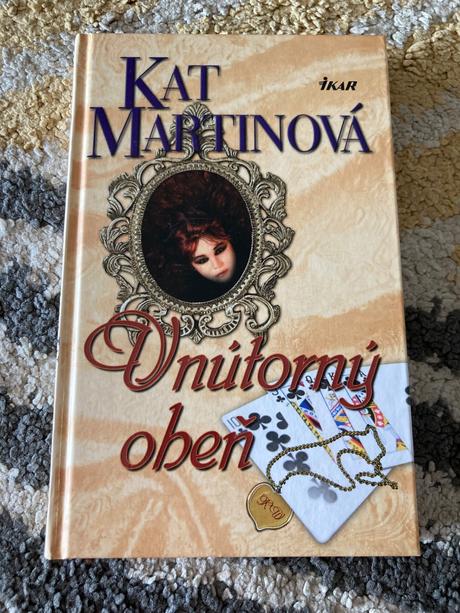 KAT
iKAR
MARTINOVÁ
Vnútorný
oheň